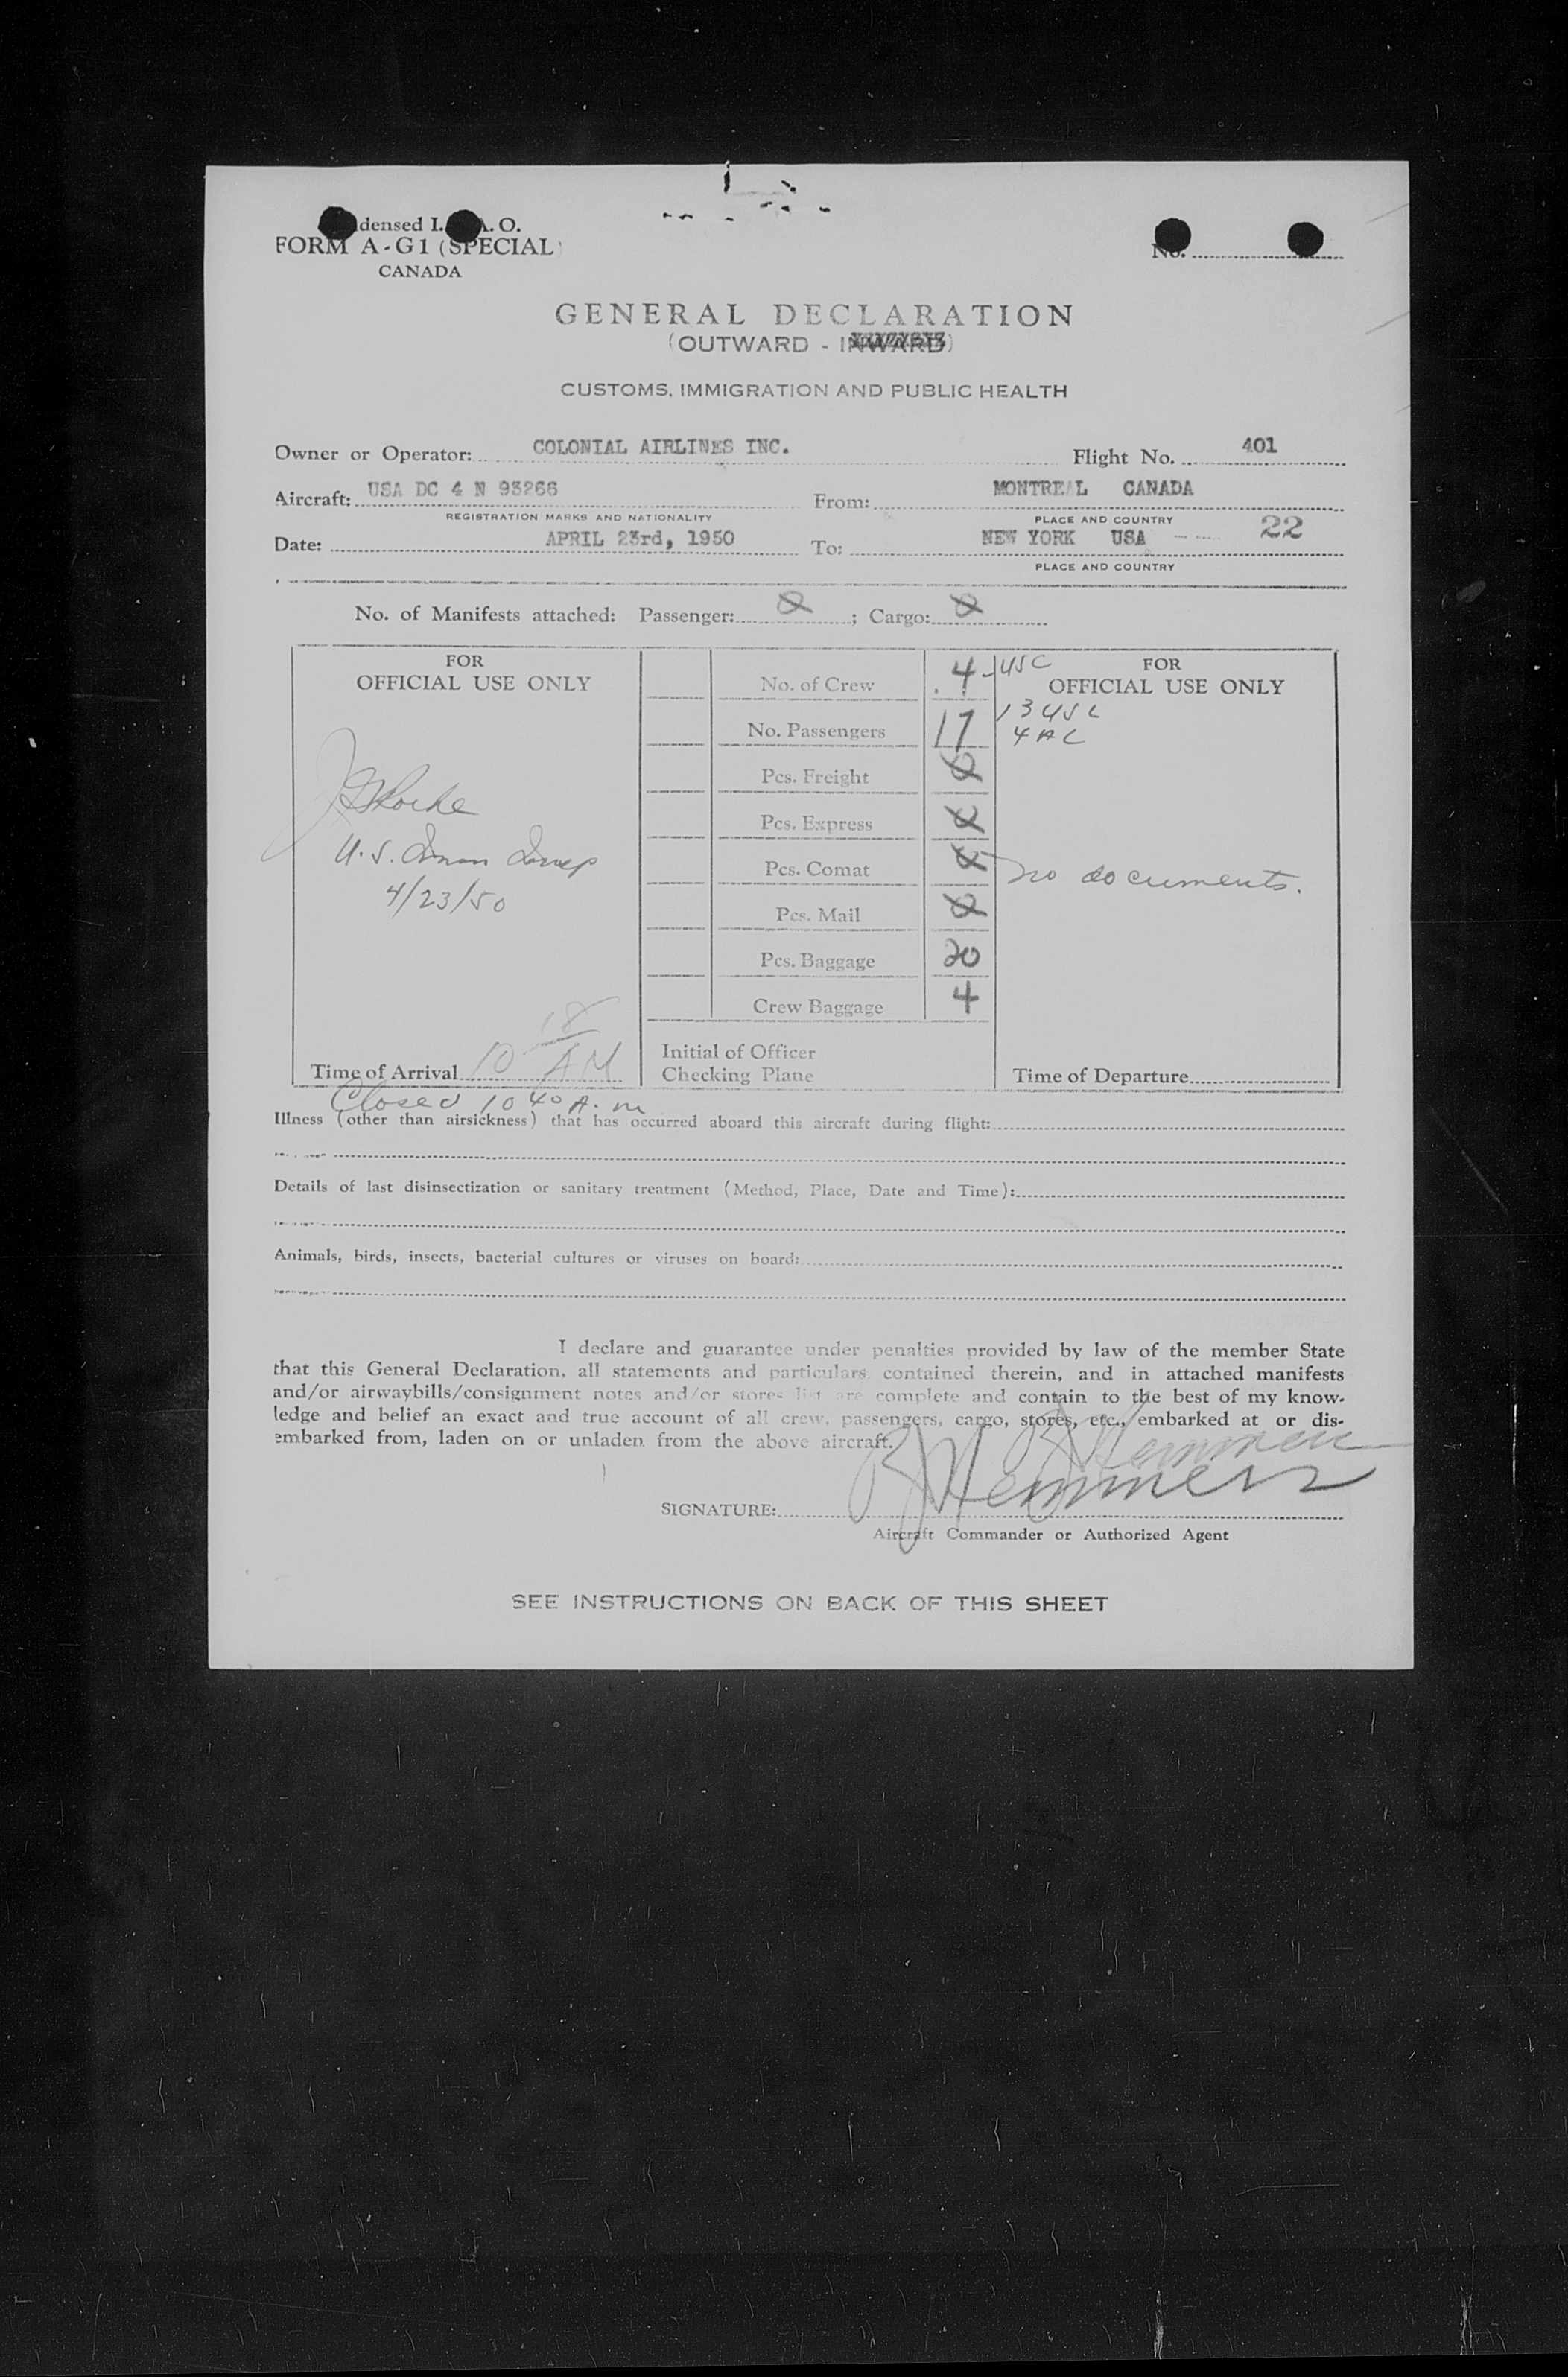 densed I. A. O.
FORM A-G1 (SPECIAL)
CANADA
No.
GENERAL DECLARATION
(OUTWARD - INWARD)
CUSTOMS, IMMIGRATION AND PUBLIC HEALTH
Owner or Operator: COLONIAL AIRLINES INC. Flight No. 401
Aircraft: USA DC 4 N 93266 From: MONTREAL CANADA
REGISTRATION MARKS AND NATIONALITY PLACE AND COUNTRY
Date: APRIL 23rd, 1950 To: NEW YORK USA 22
PLACE AND COUNTRY
No. of Manifests attached: Passenger: 0 ; Cargo: 0
FOR
OFFICIAL USE ONLY
U.S. Imm Insp
4/23/50
Time of Arrival 10 18 AM
Closed 10 40 A.m
No. of Crew 4 - USC
No. Passengers 17
Pcs. Freight 0
Pcs. Express 0
Pcs. Comat 0
Pcs. Mail 0
Pcs. Baggage 20
Crew Baggage 4
Initial of Officer
Checking Plane
FOR
OFFICIAL USE ONLY
13 USC
4 AC
no documents.
Time of Departure
Illness (other than airsickness) that has occurred aboard this aircraft during flight:
Details of last disinsectization or sanitary treatment (Method, Place, Date and Time):
Animals, birds, insects, bacterial cultures or viruses on board:
I declare and guarantee under penalties provided by law of the member State
that this General Declaration, all statements and particulars contained therein, and in attached manifests
and/or airwaybills/consignment notes and/or stores list are complete and contain to the best of my know-
ledge and belief an exact and true account of all crew, passengers, cargo, stores, etc., embarked at or dis-
embarked from, laden on or unladen from the above aircraft.
SIGNATURE:
Aircraft Commander or Authorized Agent
SEE INSTRUCTIONS ON BACK OF THIS SHEET